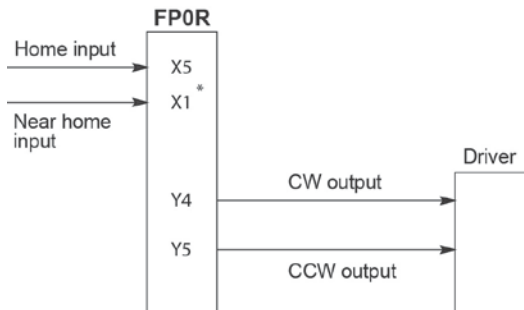 FP0R
Home input
X5
X1 *
Near home
input
Driver
Y4
CW output
Y5
CCW output